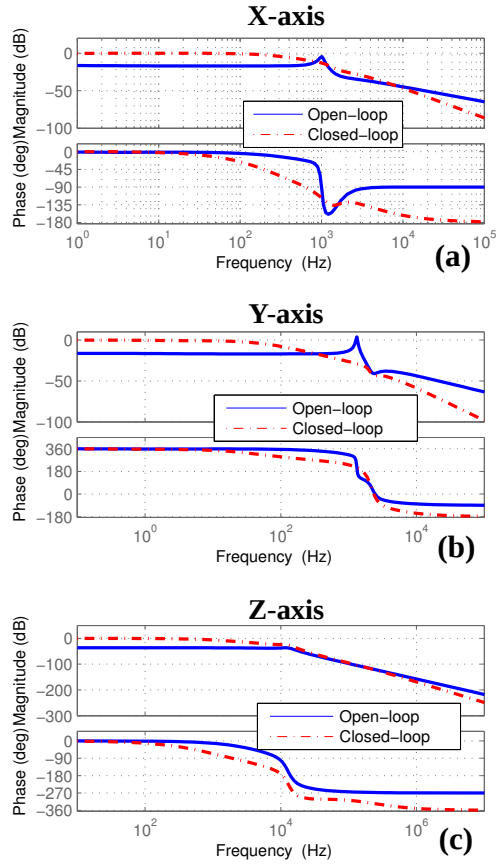 X-axis
Magnitude (dB)
0
−50
−100
Open−loop
Closed−loop
Phase (deg)
0
−45
−90
−135
−180
10^0 10^1 10^2 10^3 10^4 10^5
Frequency (Hz)
(a)
Y-axis
Magnitude (dB)
0
−50
−100
Open−loop
Closed−loop
Phase (deg)
360
180
0
−180
10^0 10^2 10^4
Frequency (Hz)
(b)
Z-axis
Magnitude (dB)
0
−100
−200
−300
Open−loop
Closed−loop
Phase (deg)
0
−90
−180
−270
−360
10^2 10^4 10^6
Frequency (Hz)
(c)